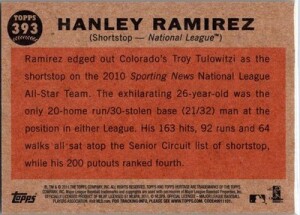 TOPPS
393
HANLEY RAMIREZ
(Shortstop — National League™)
Ramirez edged out Colorado's Troy Tulowitzi as
the shortstop on the 2010 Sporting News National League
All-Star Team. The exhilarating 26-year-old was the
only 20-home run/30-stolen base (21/32) man at the
position in either League. His 163 hits, 92 runs and 64
walks all sat atop the Senior Circuit list of shortstop,
while his 200 putouts ranked fourth.
Topps